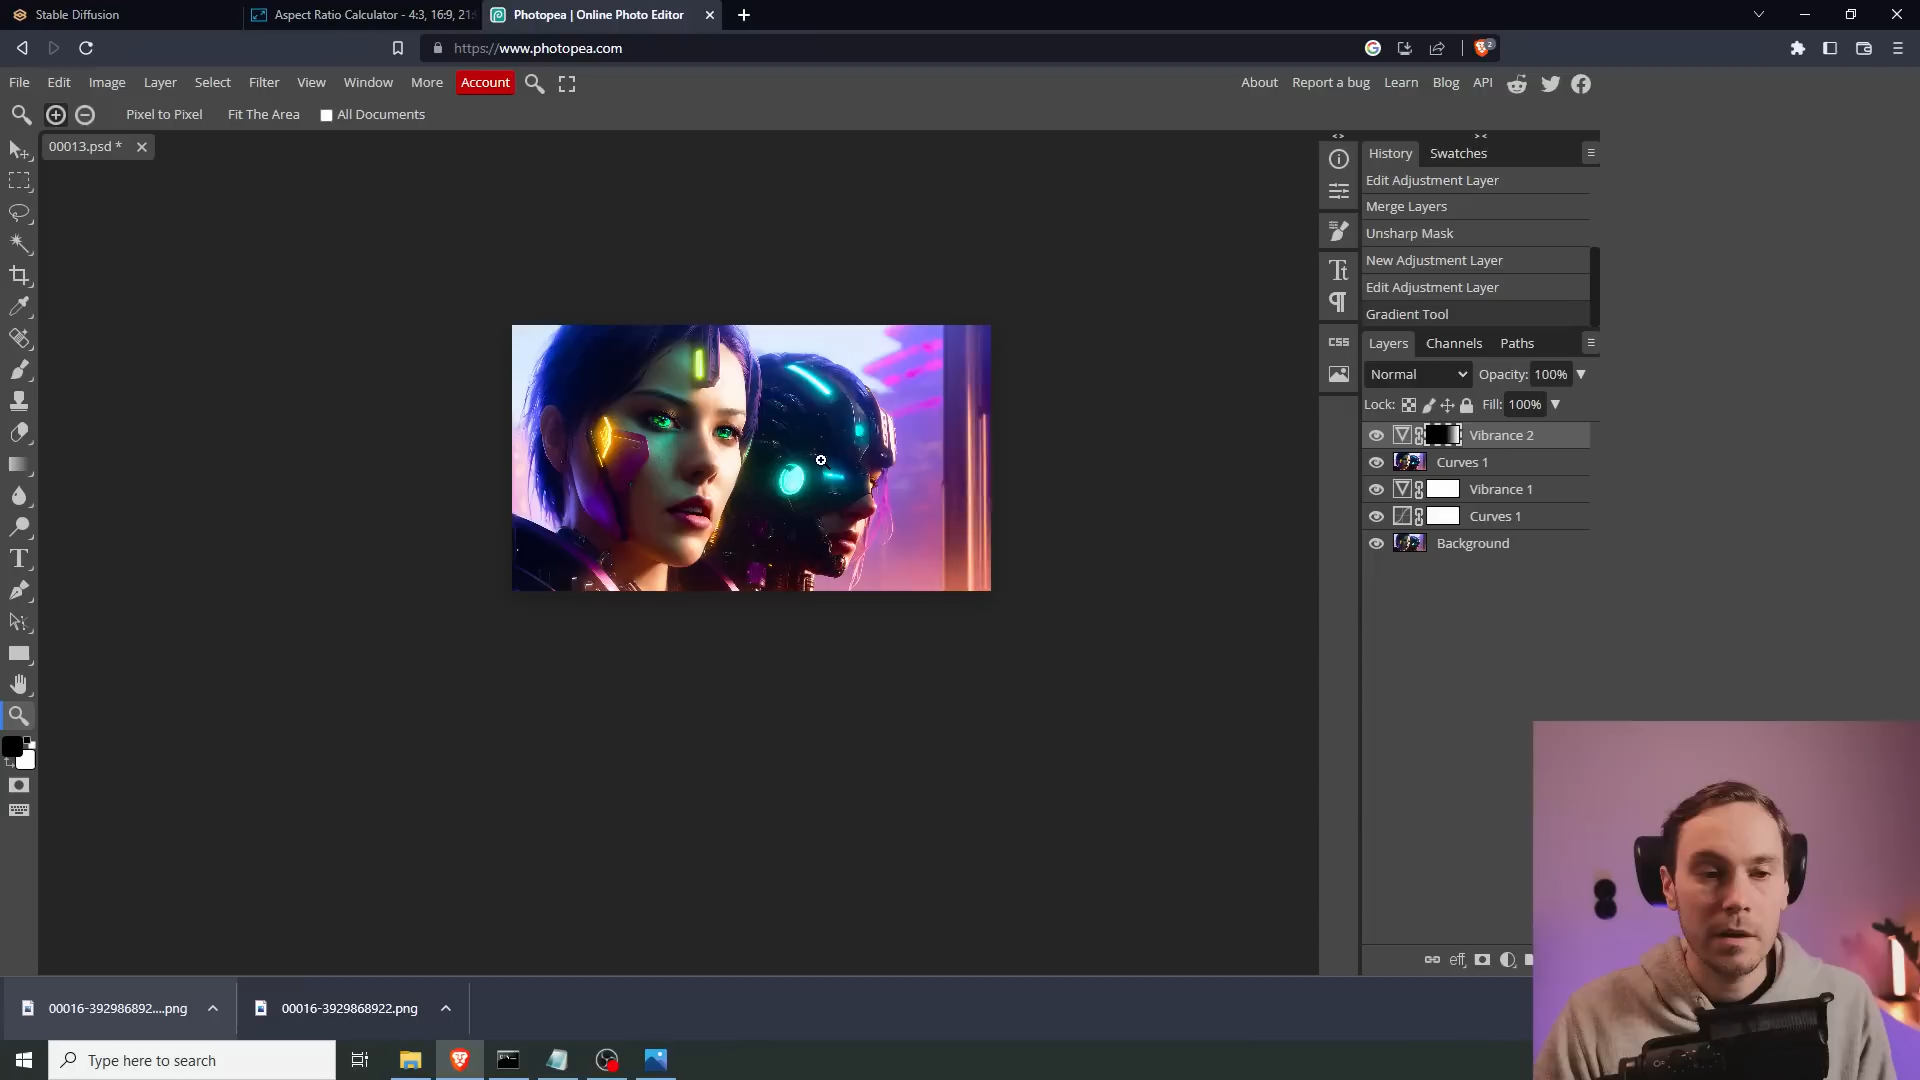 Stable Diffusion
Aspect Ratio Calculator - 4:3, 16:9, 21:
Photopea | Online Photo Editor
https://www.photopea.com
2
File Edit Image Layer Select Filter View Window More Account
About Report a bug Learn Blog API
Pixel to Pixel Fit The Area All Documents
00013.psd *
History Swatches
Edit Adjustment Layer
Merge Layers
Unsharp Mask
New Adjustment Layer
Edit Adjustment Layer
Gradient Tool
CSS
Layers Channels Paths
Normal Opacity: 100%
Lock: Fill: 100%
Vibrance 2
Curves 1
Vibrance 1
Curves 1
Background
eff
00016-392986892....png
00016-3929868922.png
Type here to search